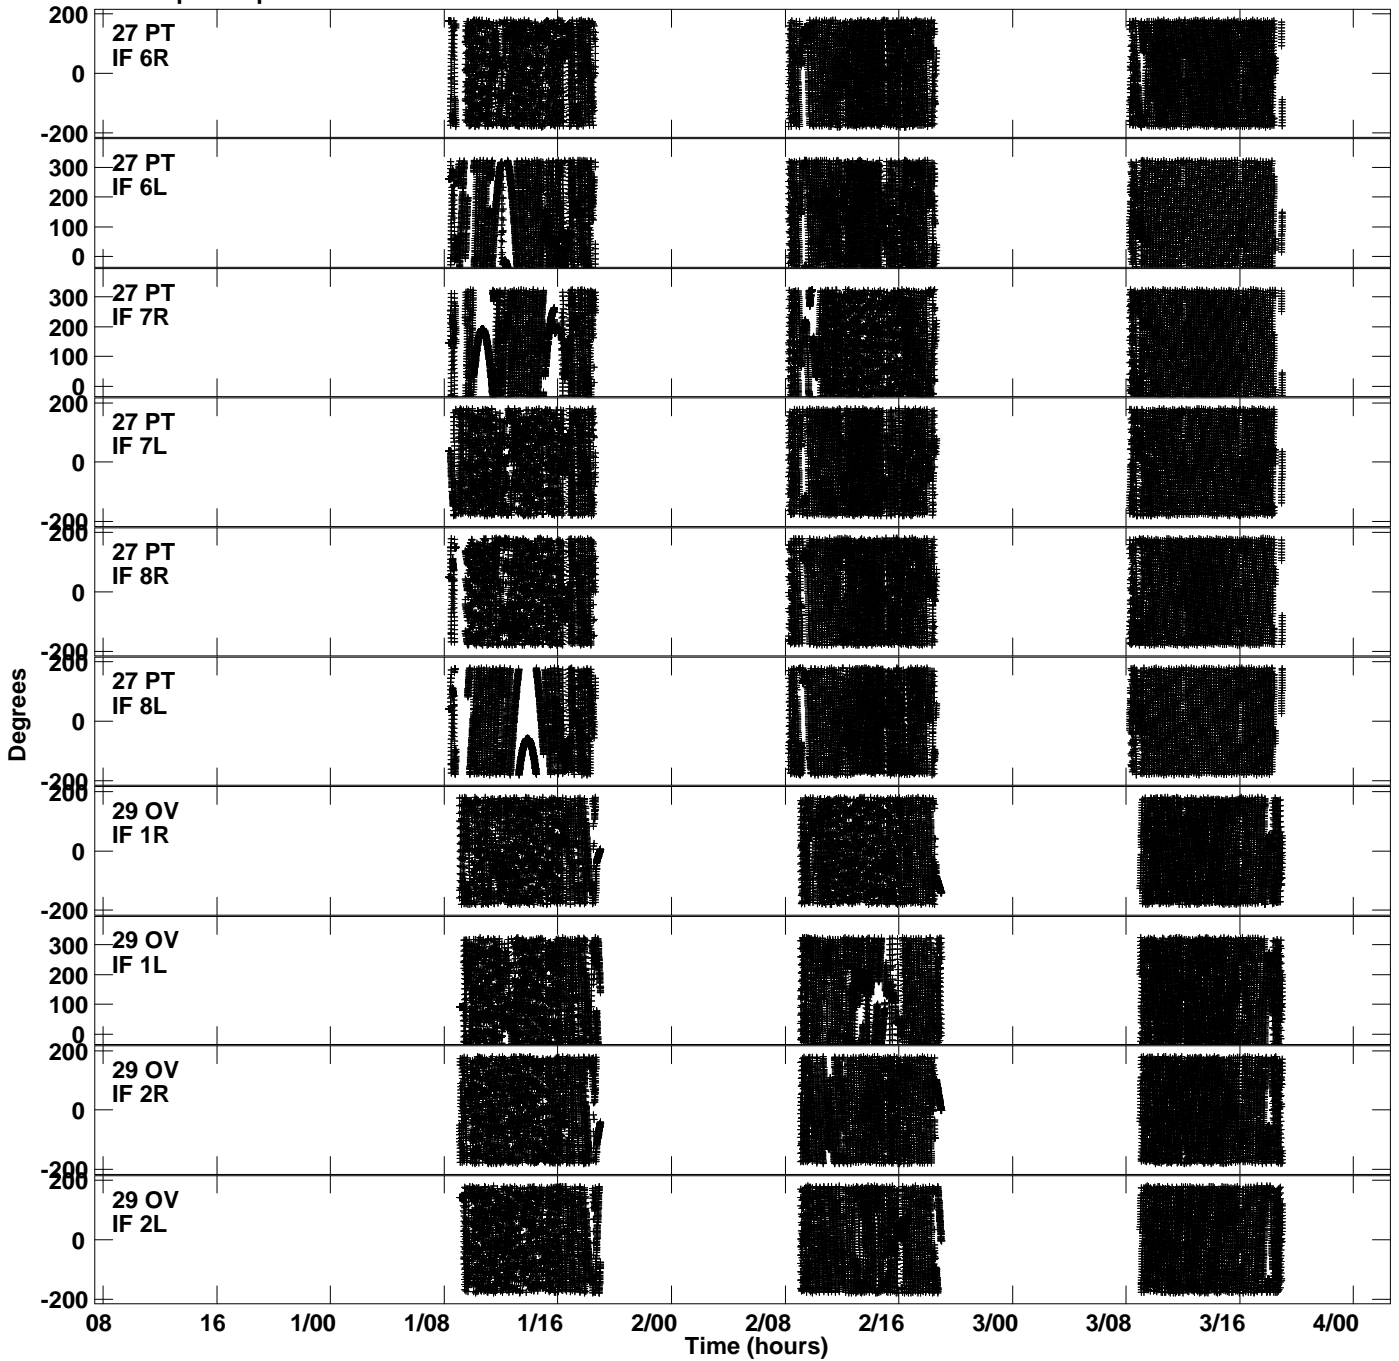 200
27 PT
IF 6R
0
-200
27 PT
IF 6L
300
200
100
0
27 PT
IF 7R
300
200
100
0
200
27 PT
IF 7L
0
-200
200
27 PT
IF 8R
0
-200
200
27 PT
IF 8L
0
-200
200
29 OV
IF 1R
0
-200
29 OV
IF 1L
300
200
100
0
200
29 OV
IF 2R
0
-200
200
29 OV
IF 2L
0
-200
Degrees
08 16 1/00 1/08 1/16 2/00 2/08 2/16 3/00 3/08 3/16 4/00
Time (hours)